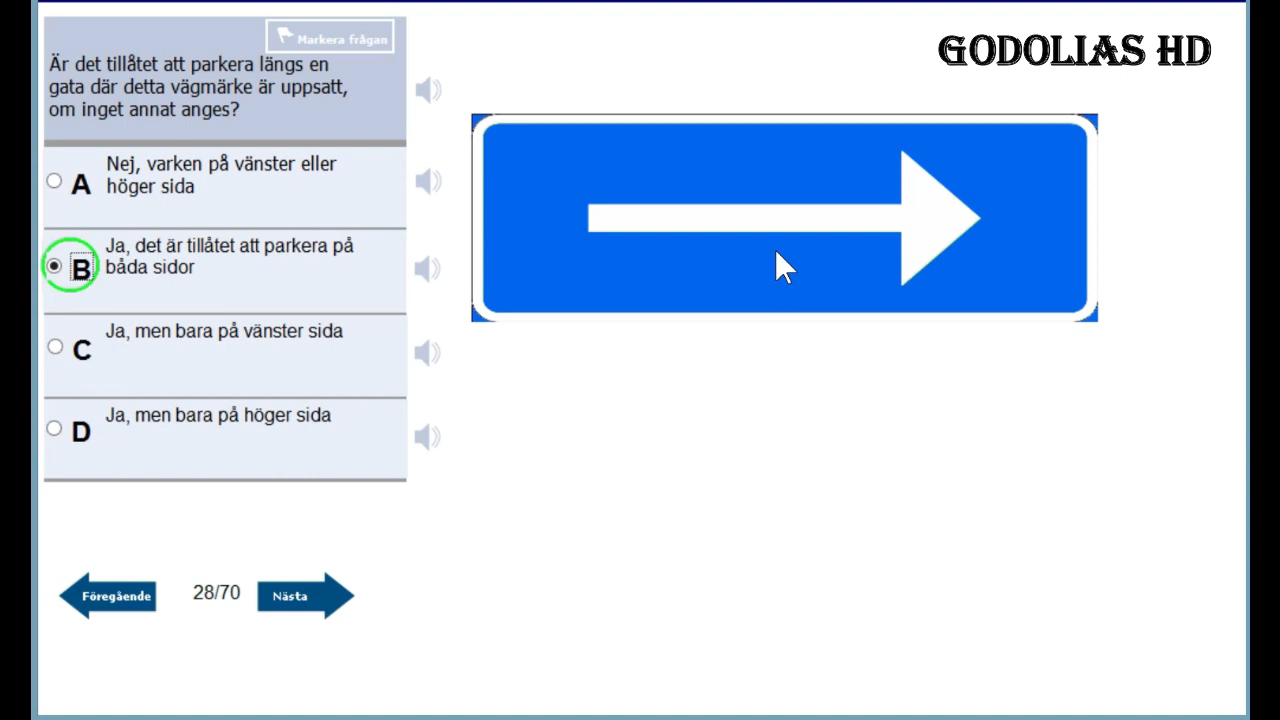 Markera frågan
GODOLIAS HD
Är det tillåtet att parkera längs en
gata där detta vägmärke är uppsatt,
om inget annat anges?
A
Nej, varken på vänster eller
höger sida
B
Ja, det är tillåtet att parkera på
båda sidor
C
Ja, men bara på vänster sida
D
Ja, men bara på höger sida
Föregående
28/70
Nästa